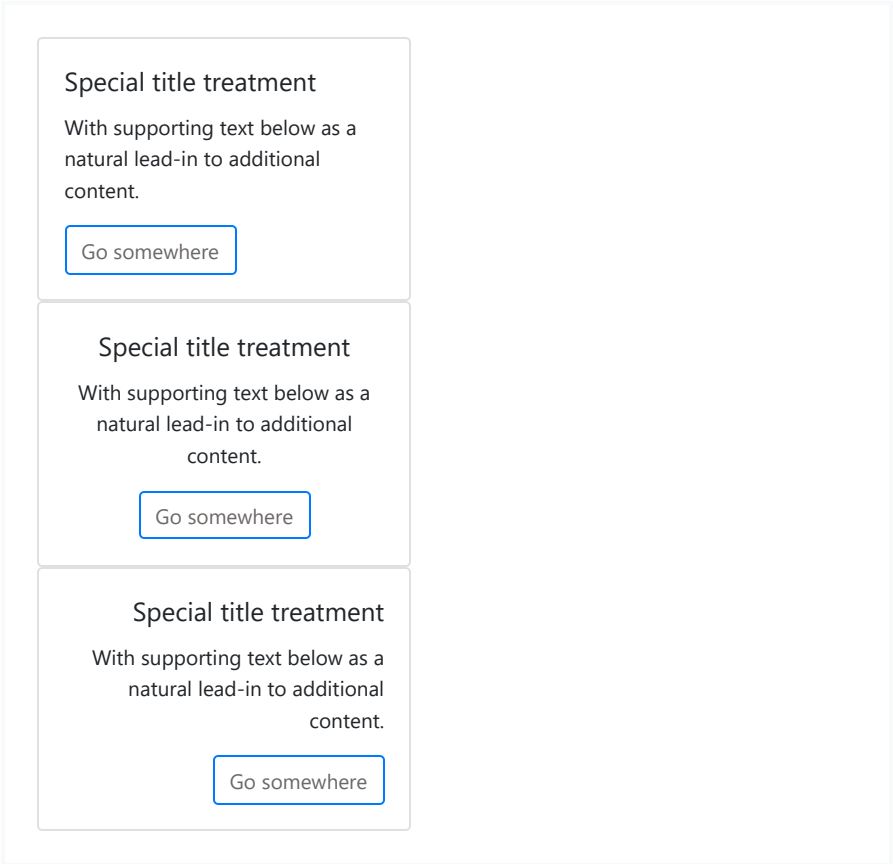 Special title treatment
With supporting text below as a
natural lead-in to additional
content.
Go somewhere
Special title treatment
With supporting text below as a
natural lead-in to additional
content.
Go somewhere
Special title treatment
With supporting text below as a
natural lead-in to additional
content.
Go somewhere